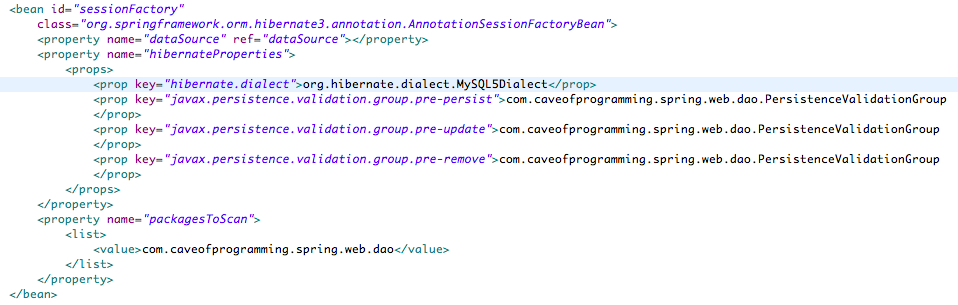 <bean id="sessionFactory"
    class="org.springframework.orm.hibernate3.annotation.AnnotationSessionFactoryBean">
    <property name="dataSource" ref="dataSource"></property>
    <property name="hibernateProperties">
        <props>
            <prop key="hibernate.dialect">org.hibernate.dialect.MySQL5Dialect</prop>
            <prop key="javax.persistence.validation.group.pre-persist">com.caveofprogramming.spring.web.dao.PersistenceValidationGroup
            </prop>
            <prop key="javax.persistence.validation.group.pre-update">com.caveofprogramming.spring.web.dao.PersistenceValidationGroup
            </prop>
            <prop key="javax.persistence.validation.group.pre-remove">com.caveofprogramming.spring.web.dao.PersistenceValidationGroup
            </prop>
        </props>
    </property>
    <property name="packagesToScan">
        <list>
            <value>com.caveofprogramming.spring.web.dao</value>
        </list>
    </property>
</bean>